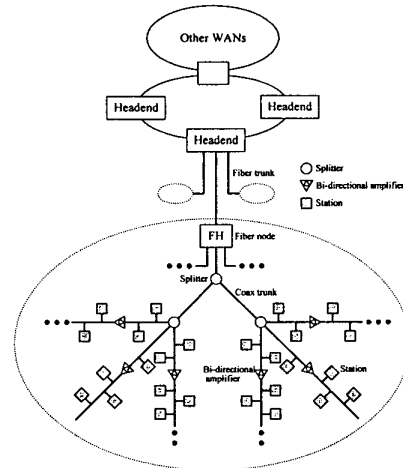 Other WANs
Headend
Headend
Headend
Fiber trunk
Splitter
Bi-directional amplifier
Station
FH
Fiber node
Splitter
Coax trunk
Station
Bi-directional
amplifier